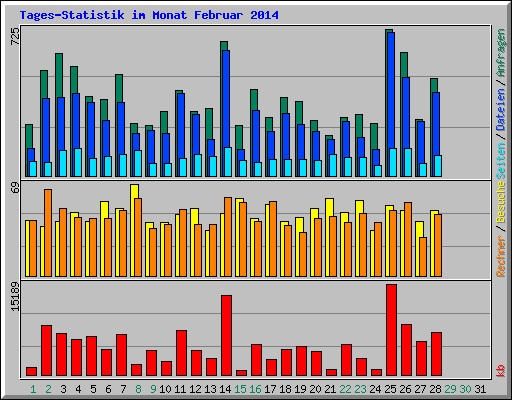 Tages-Statistik im Monat Februar 2014
725
69
15189
Rechner / Besuche Seiten / Dateien / Anfragen
kb
1 2 3 4 5 6 7 8 9 10 11 12 13 14 15 16 17 18 19 20 21 22 23 24 25 26 27 28 29 30 31